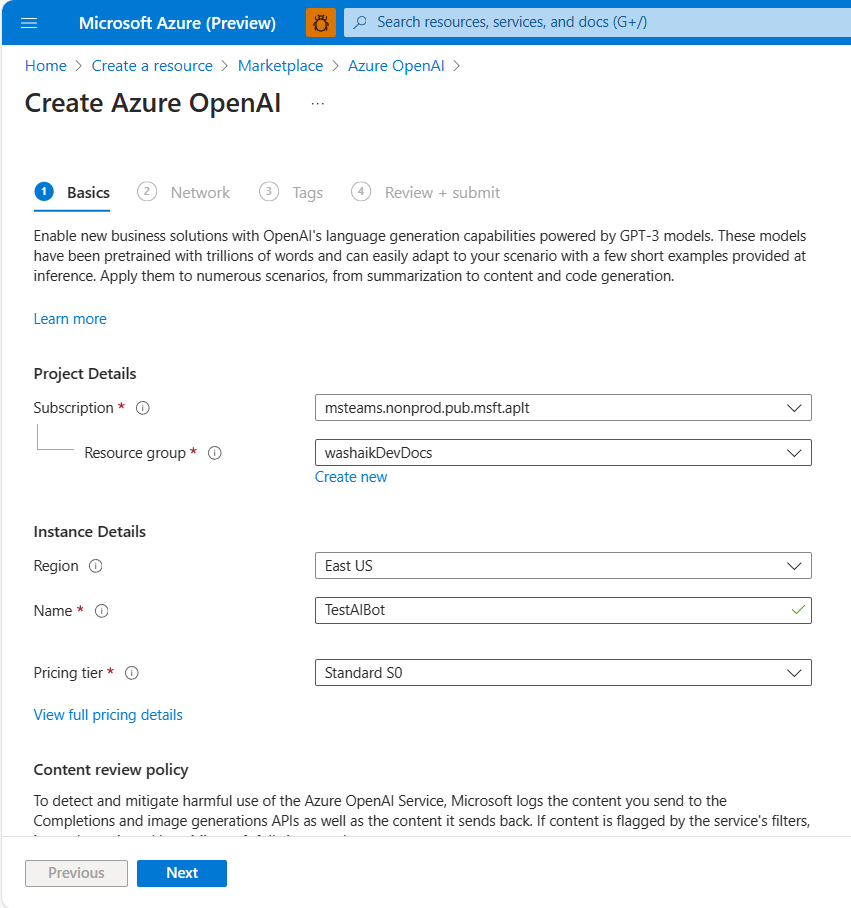 Microsoft Azure (Preview)
Search resources, services, and docs (G+/)
Home > Create a resource > Marketplace > Azure OpenAI >
Create Azure OpenAI ...
1 Basics 2 Network 3 Tags 4 Review + submit
Enable new business solutions with OpenAI's language generation capabilities powered by GPT-3 models. These models
have been pretrained with trillions of words and can easily adapt to your scenario with a few short examples provided at
inference. Apply them to numerous scenarios, from summarization to content and code generation.
Learn more
Project Details
Subscription * msteams.nonprod.pub.msft.aplt
Resource group * washaikDevDocs
Create new
Instance Details
Region East US
Name * TestAIBot
Pricing tier * Standard S0
View full pricing details
Content review policy
To detect and mitigate harmful use of the Azure OpenAI Service, Microsoft logs the content you send to the
Completions and image generations APIs as well as the content it sends back. If content is flagged by the service's filters,
Previous Next